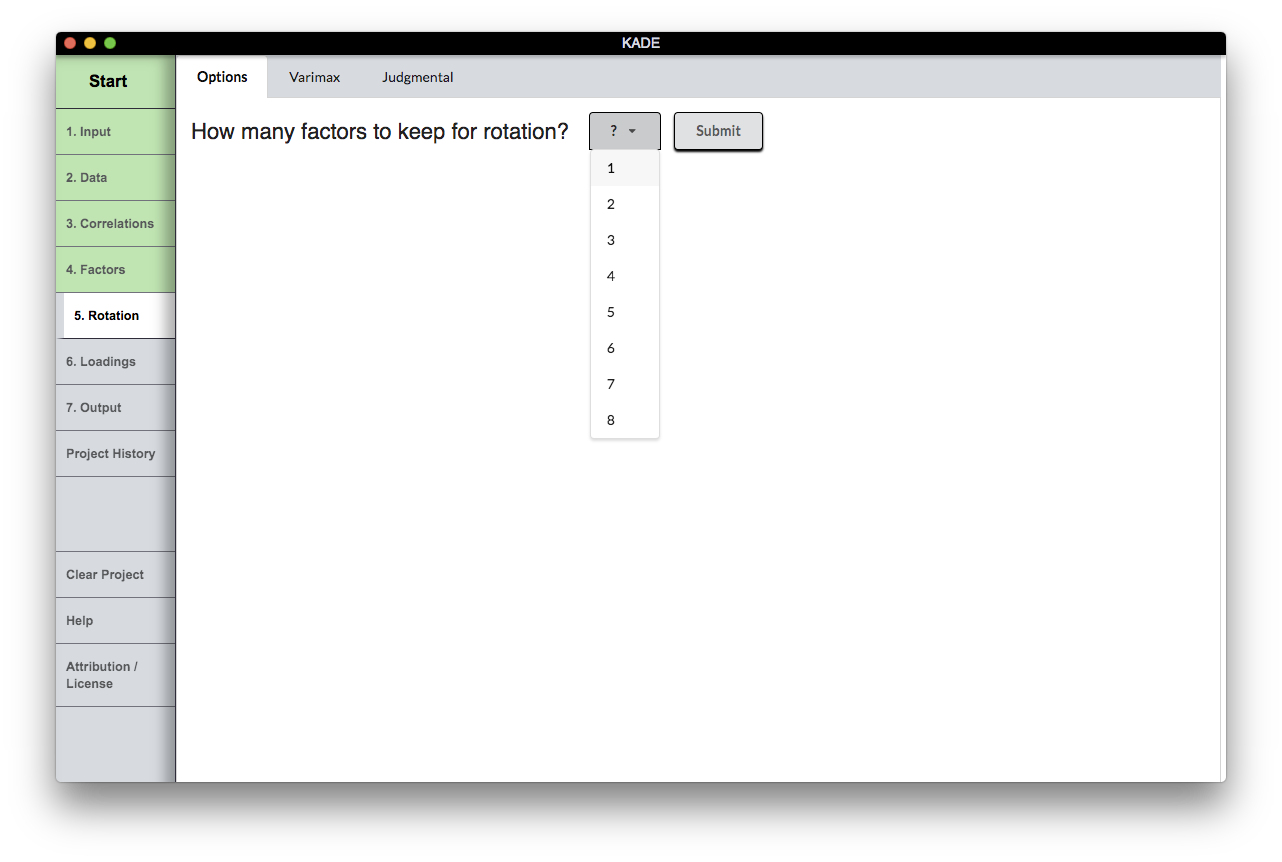 KADE
Start
1. Input
2. Data
3. Correlations
4. Factors
5. Rotation
6. Loadings
7. Output
Project History
Clear Project
Help
Attribution /
License
Options Varimax Judgmental
How many factors to keep for rotation? ? Submit
1
2
3
4
5
6
7
8